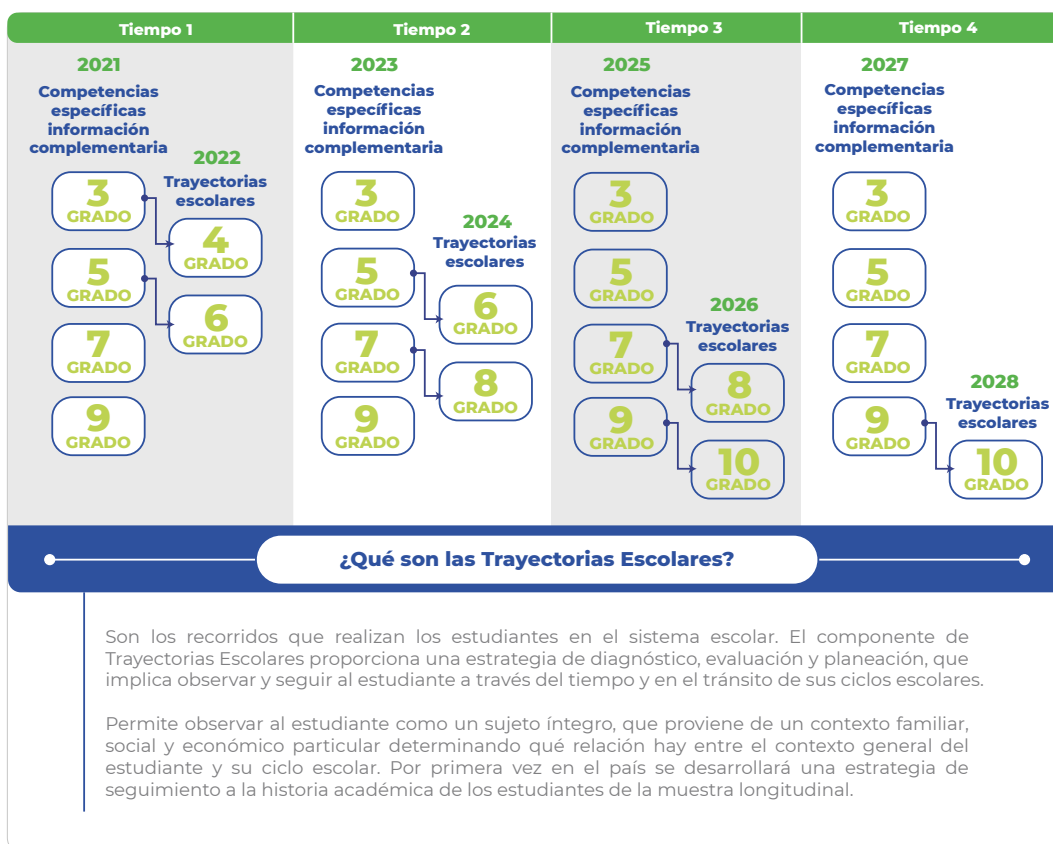 Tiempo 1
Tiempo 2
Tiempo 3
Tiempo 4
2021
Competencias
específicas
información
complementaria
3
GRADO
5
GRADO
7
GRADO
9
GRADO
2022
Trayectorias
escolares
4
GRADO
6
GRADO
2023
Competencias
específicas
información
complementaria
3
GRADO
5
GRADO
7
GRADO
9
GRADO
2024
Trayectorias
escolares
6
GRADO
8
GRADO
2025
Competencias
específicas
información
complementaria
3
GRADO
5
GRADO
7
GRADO
9
GRADO
2026
Trayectorias
escolares
8
GRADO
10
GRADO
2027
Competencias
específicas
información
complementaria
3
GRADO
5
GRADO
7
GRADO
9
GRADO
2028
Trayectorias
escolares
10
GRADO
¿Qué son las Trayectorias Escolares?
Son los recorridos que realizan los estudiantes en el sistema escolar. El componente de
Trayectorias Escolares proporciona una estrategia de diagnóstico, evaluación y planeación, que
implica observar y seguir al estudiante a través del tiempo y en el tránsito de sus ciclos escolares.
Permite observar al estudiante como un sujeto íntegro, que proviene de un contexto familiar,
social y económico particular determinando qué relación hay entre el contexto general del
estudiante y su ciclo escolar. Por primera vez en el país se desarrollará una estrategia de
seguimiento a la historia académica de los estudiantes de la muestra longitudinal.